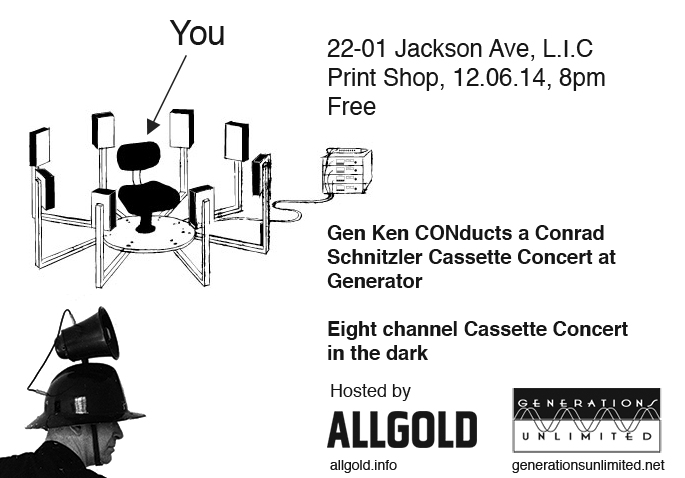 You
22-01 Jackson Ave, L.I.C
Print Shop, 12.06.14, 8pm
Free
Gen Ken CONducts a Conrad
Schnitzler Cassette Concert at
Generator
Eight channel Cassette Concert
in the dark
Hosted by
ALLGOLD
allgold.info
GENERATIONS
UNLIMITED
generationsunlimited.net